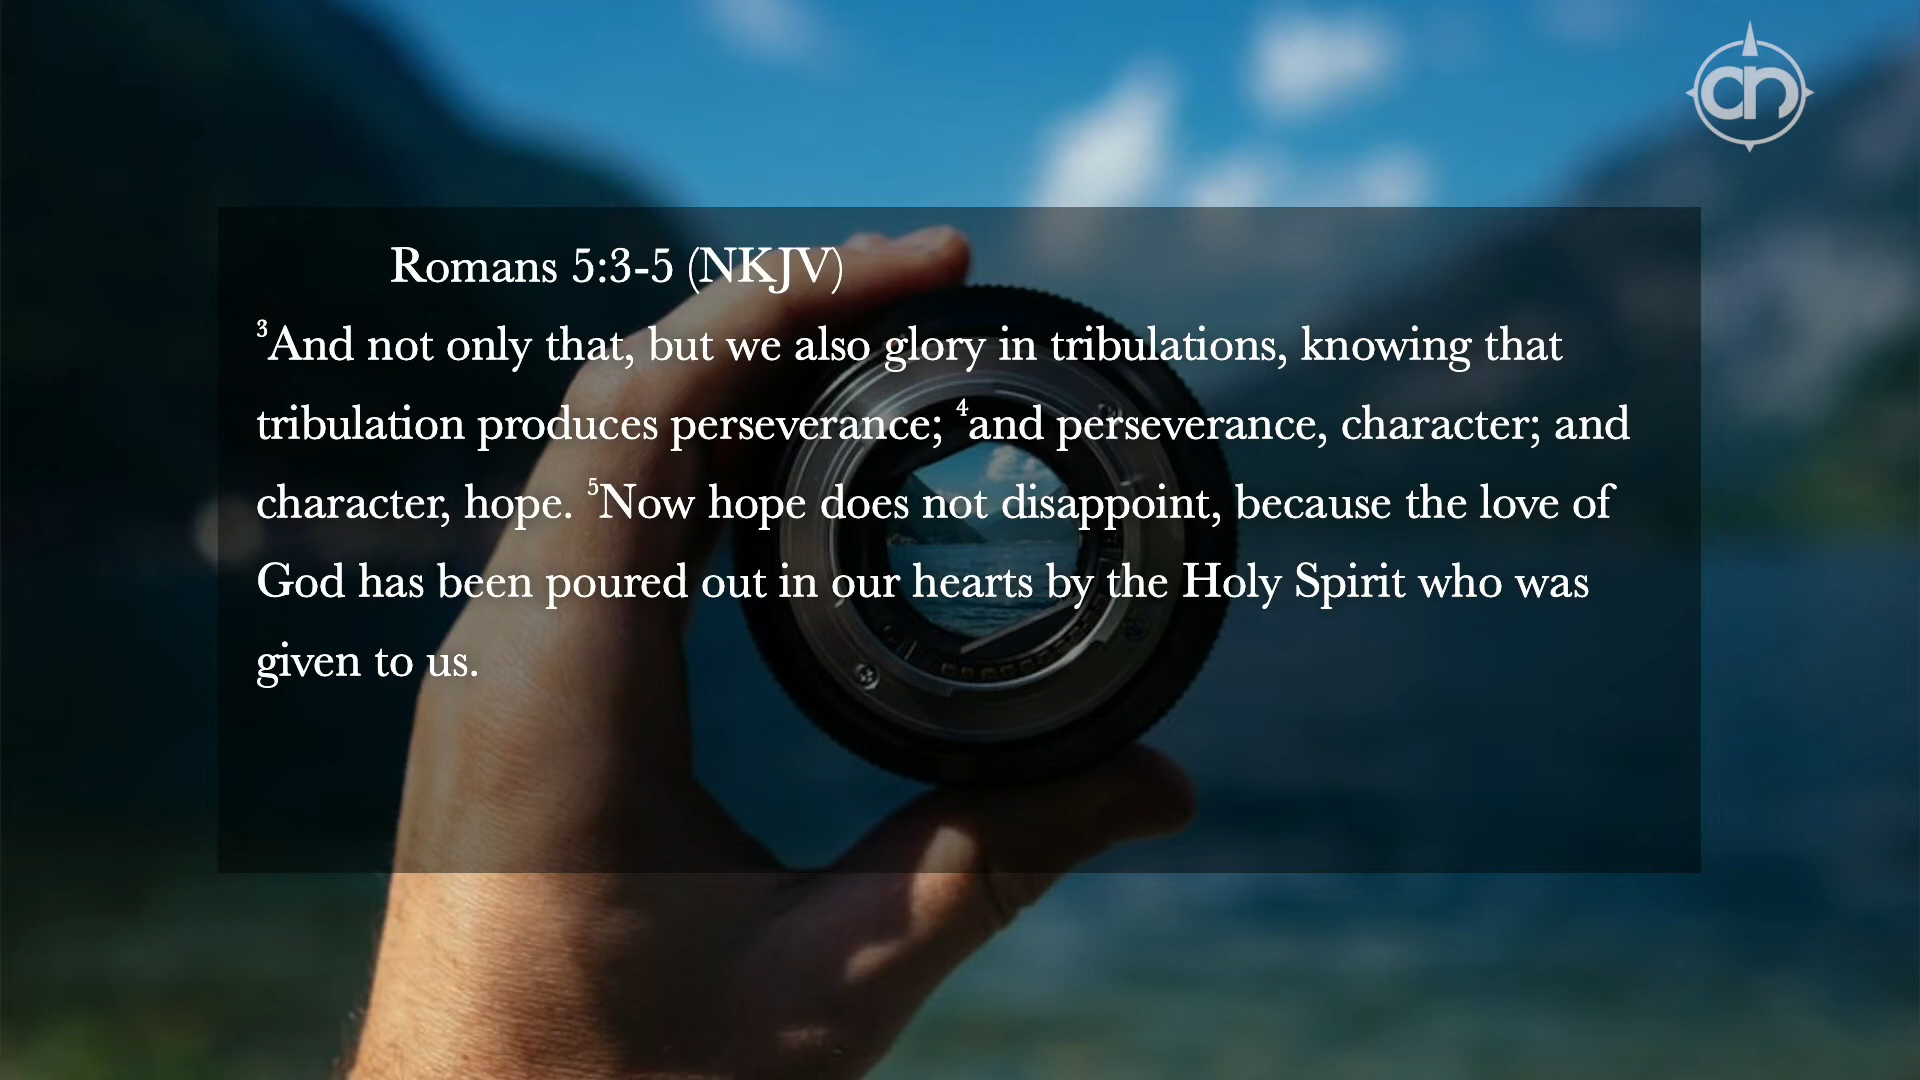 cn
Romans 5:3-5 (NKJV)
³And not only that, but we also glory in tribulations, knowing that
tribulation produces perseverance; ⁴and perseverance, character; and
character, hope. ⁵Now hope does not disappoint, because the love of
God has been poured out in our hearts by the Holy Spirit who was
given to us.